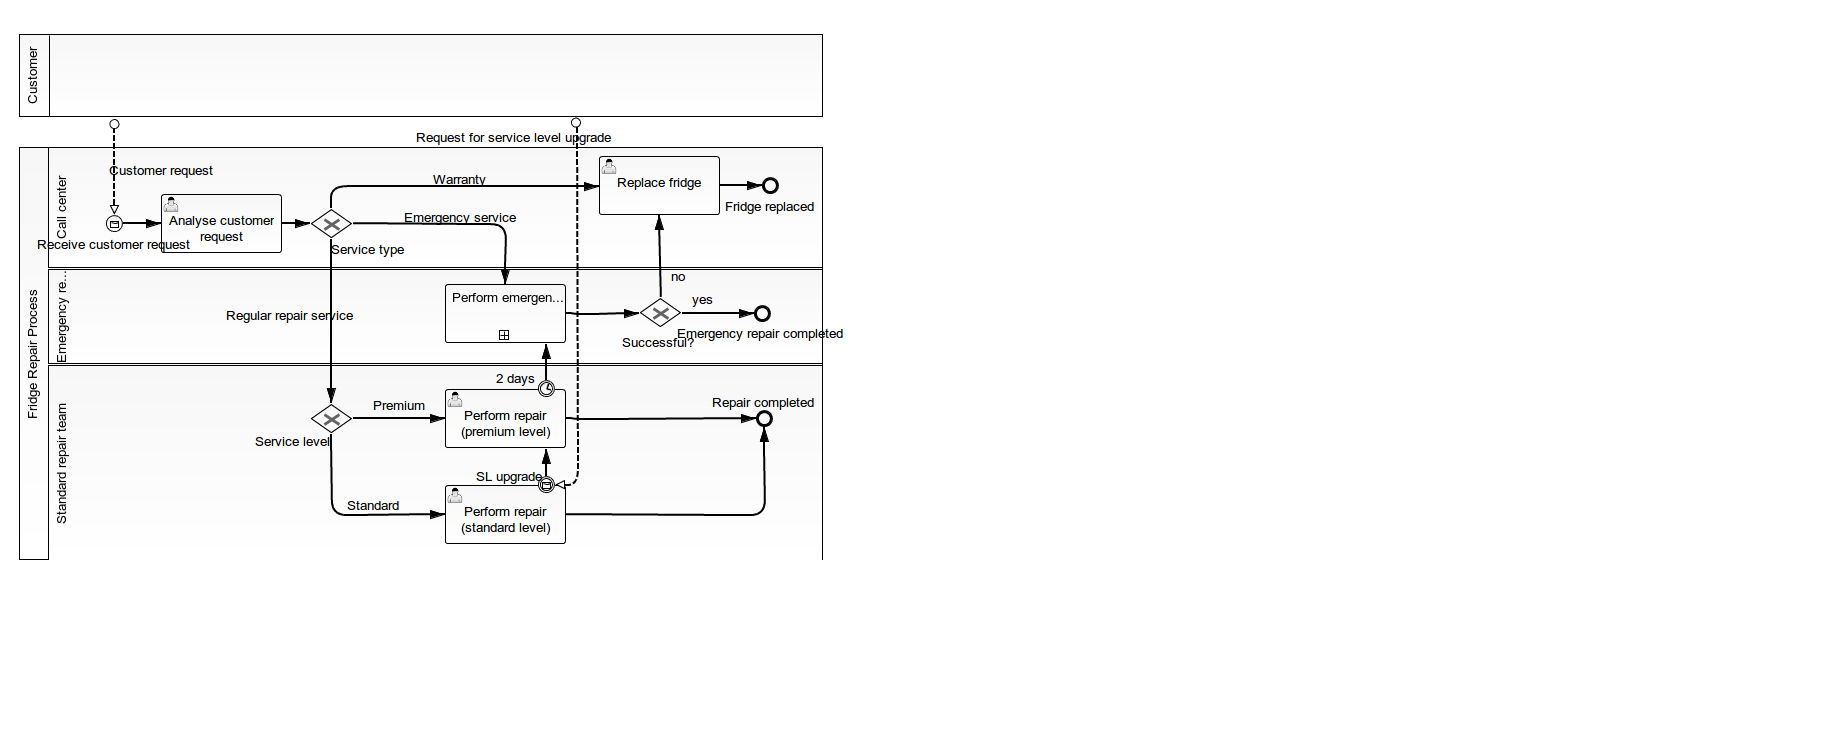 Customer
Request for service level upgrade
Customer request
Fridge Repair Process
Call center
Warranty
Replace fridge
Fridge replaced
Analyse customer
request
Emergency service
Receive customer request
Service type
Emergency re...
no
Perform emergen...
yes
Regular repair service
Emergency repair completed
Successful?
Standard repair team
2 days
Premium
Repair completed
Perform repair
(premium level)
Service level
SL upgrade
Standard
Perform repair
(standard level)